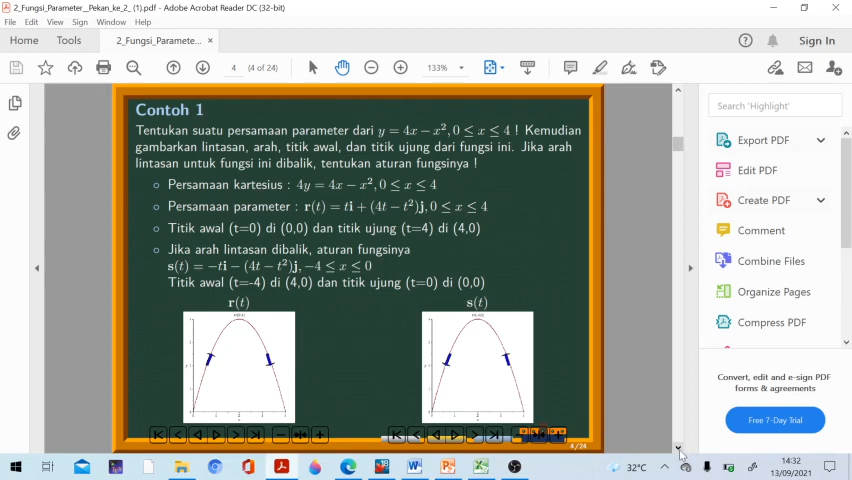 2_Fungsi_Parameter__Pekan_ke_2_ (1).pdf - Adobe Acrobat Reader DC (32-bit)
File Edit View Sign Window Help
Home Tools 2_Fungsi_Paramete... × Sign In
4 (4 of 24) 133%
Contoh 1
Tentukan suatu persamaan parameter dari y = 4x − x², 0 ≤ x ≤ 4 ! Kemudian
gambarkan lintasan, arah, titik awal, dan titik ujung dari fungsi ini. Jika arah
lintasan untuk fungsi ini dibalik, tentukan aturan fungsinya !
Persamaan kartesius : 4y = 4x − x², 0 ≤ x ≤ 4
Persamaan parameter : r(t) = ti + (4t − t²)j, 0 ≤ x ≤ 4
Titik awal (t=0) di (0,0) dan titik ujung (t=4) di (4,0)
Jika arah lintasan dibalik, aturan fungsinya
s(t) = −ti − (4t − t²)j, −4 ≤ x ≤ 0
Titik awal (t=-4) di (4,0) dan titik ujung (t=0) di (0,0)
r(t) s(t)
4 / 24
Search 'Highlight'
Export PDF
Edit PDF
Create PDF
Comment
Combine Files
Organize Pages
Compress PDF
Convert, edit and e-sign PDF
forms & agreements
Free 7-Day Trial
32°C
14:32
13/09/2021